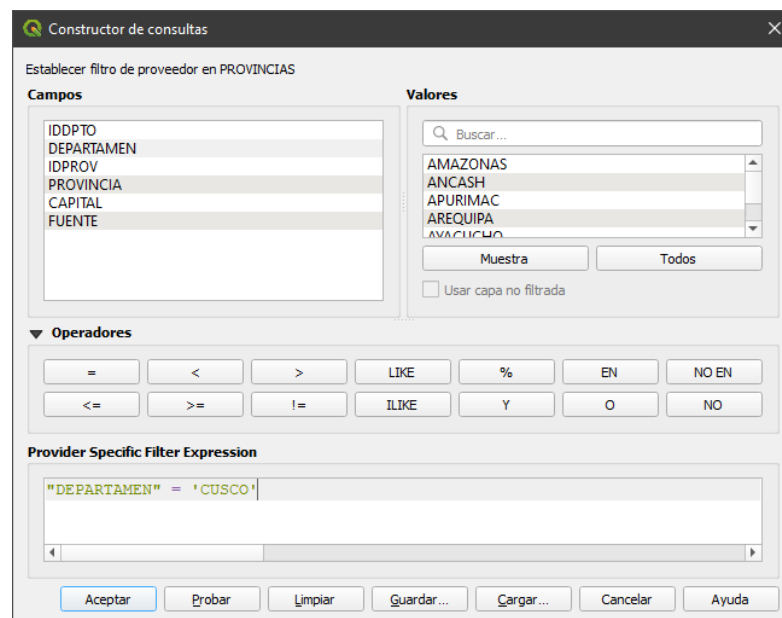 Constructor de consultas
Establecer filtro de proveedor en PROVINCIAS
Campos
IDDPTO
DEPARTAMEN
IDPROV
PROVINCIA
CAPITAL
FUENTE
Valores
Buscar...
AMAZONAS
ANCASH
APURIMAC
AREQUIPA
AYACUCHO
Muestra Todos
Usar capa no filtrada
Operadores
= < > LIKE % EN NO EN
<= >= != ILIKE Y O NO
Provider Specific Filter Expression
"DEPARTAMEN" = 'CUSCO'
Aceptar Probar Limpiar Guardar... Cargar... Cancelar Ayuda